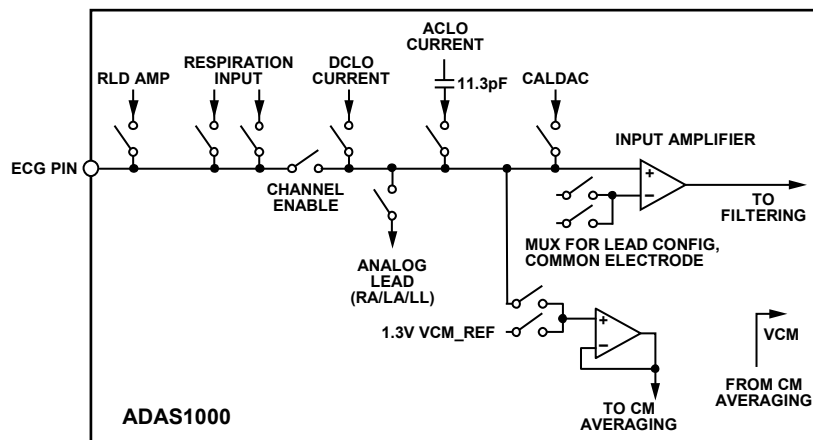 ACLO
CURRENT
RESPIRATION
INPUT
RLD AMP
DCLO
CURRENT
11.3pF
CALDAC
INPUT AMPLIFIER
ECG PIN
+
–
CHANNEL
ENABLE
TO
FILTERING
MUX FOR LEAD CONFIG,
COMMON ELECTRODE
ANALOG
LEAD
(RA/LA/LL)
+
–
1.3V VCM_REF
VCM
FROM CM
AVERAGING
TO CM
AVERAGING
ADAS1000